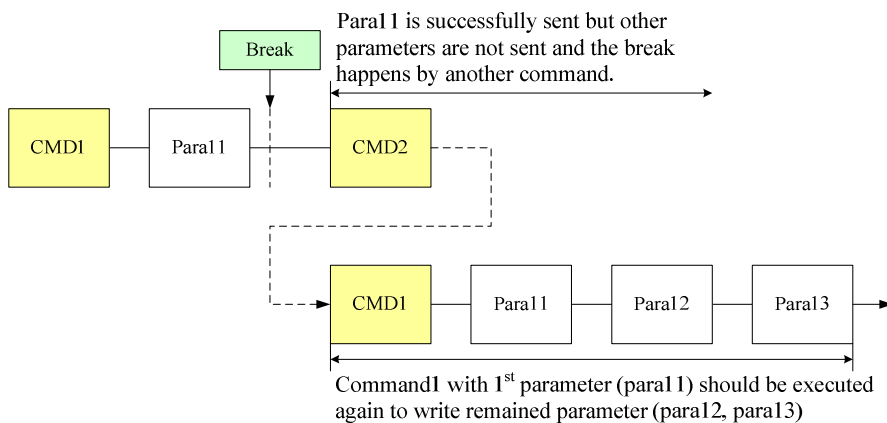 Para11 is successfully sent but other
parameters are not sent and the break
happens by another command.
Break
CMD1
Para11
CMD2
CMD1
Para11
Para12
Para13
Command1 with 1st parameter (para11) should be executed
again to write remained parameter (para12, para13)